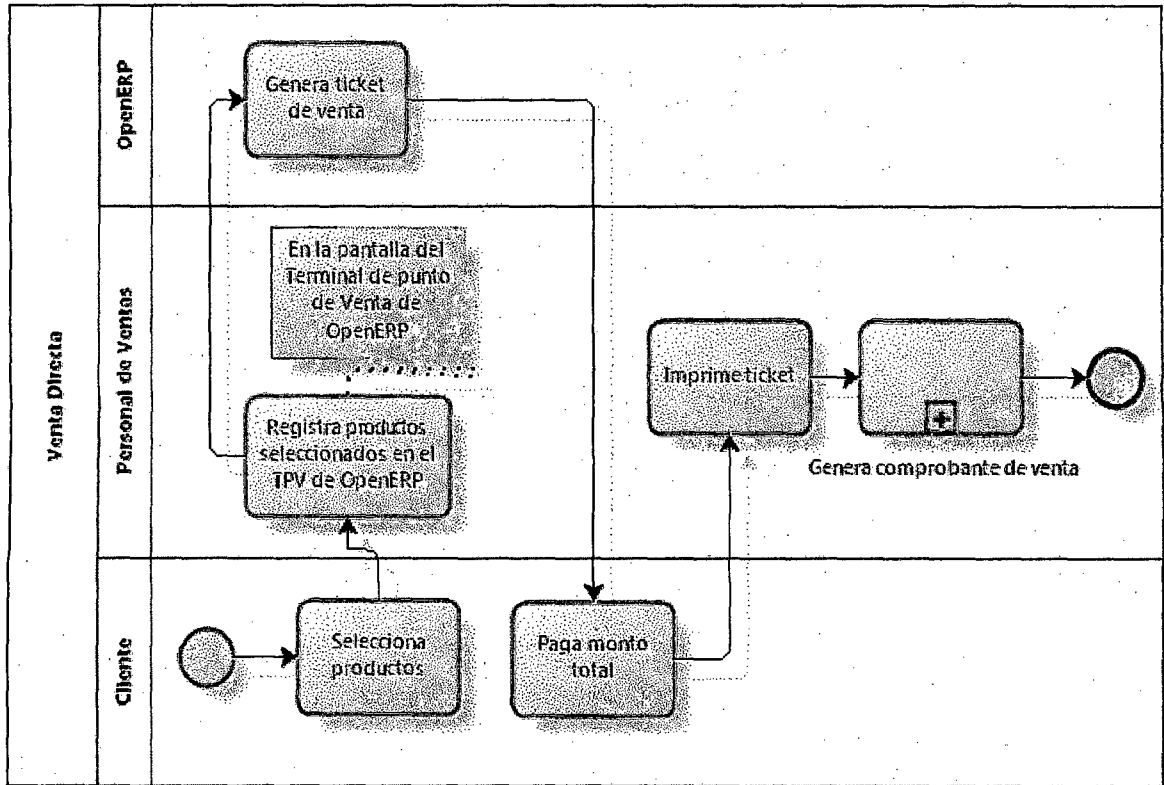 Venta Directa
OpenERP
Genera ticket
de venta
Personal de Ventas
En la pantalla del
Terminal de punto
de Venta de
OpenERP
Registra productos
seleccionados en el
TPV de OpenERP
Imprime ticket
Genera comprobante de venta
Cliente
Selecciona
productos
Paga monto
total